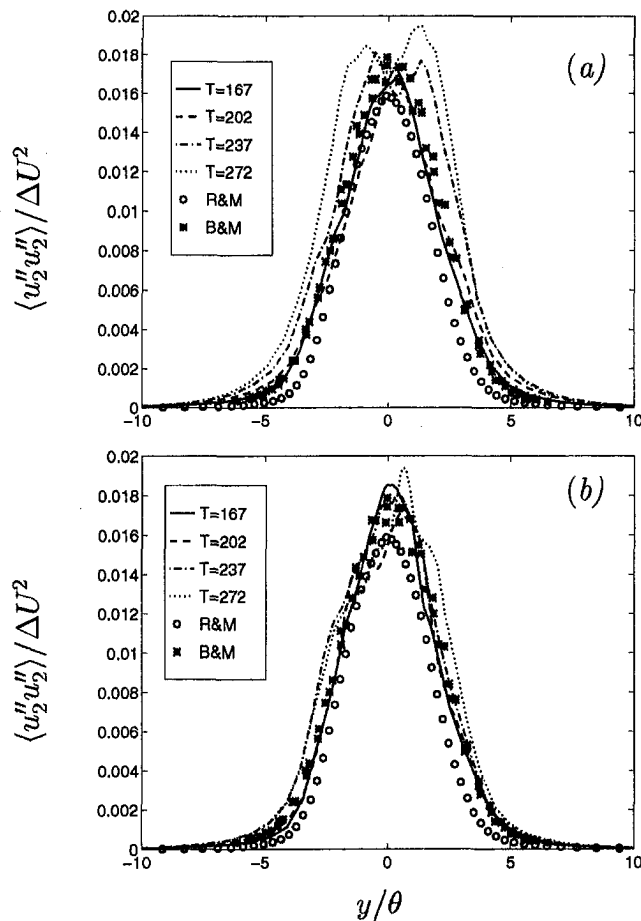 0.02
0.018
0.016
0.014
0.012
0.01
0.008
0.006
0.004
0.002
0
-10
-5
0
5
10
⟨u₂″u₂″⟩/ΔU²
(a)
T=167
T=202
T=237
T=272
R&M
B&M
0.02
0.018
0.016
0.014
0.012
0.01
0.008
0.006
0.004
0.002
0
-10
-5
0
5
10
⟨u₂″u₂″⟩/ΔU²
(b)
T=167
T=202
T=237
T=272
R&M
B&M
y/θ